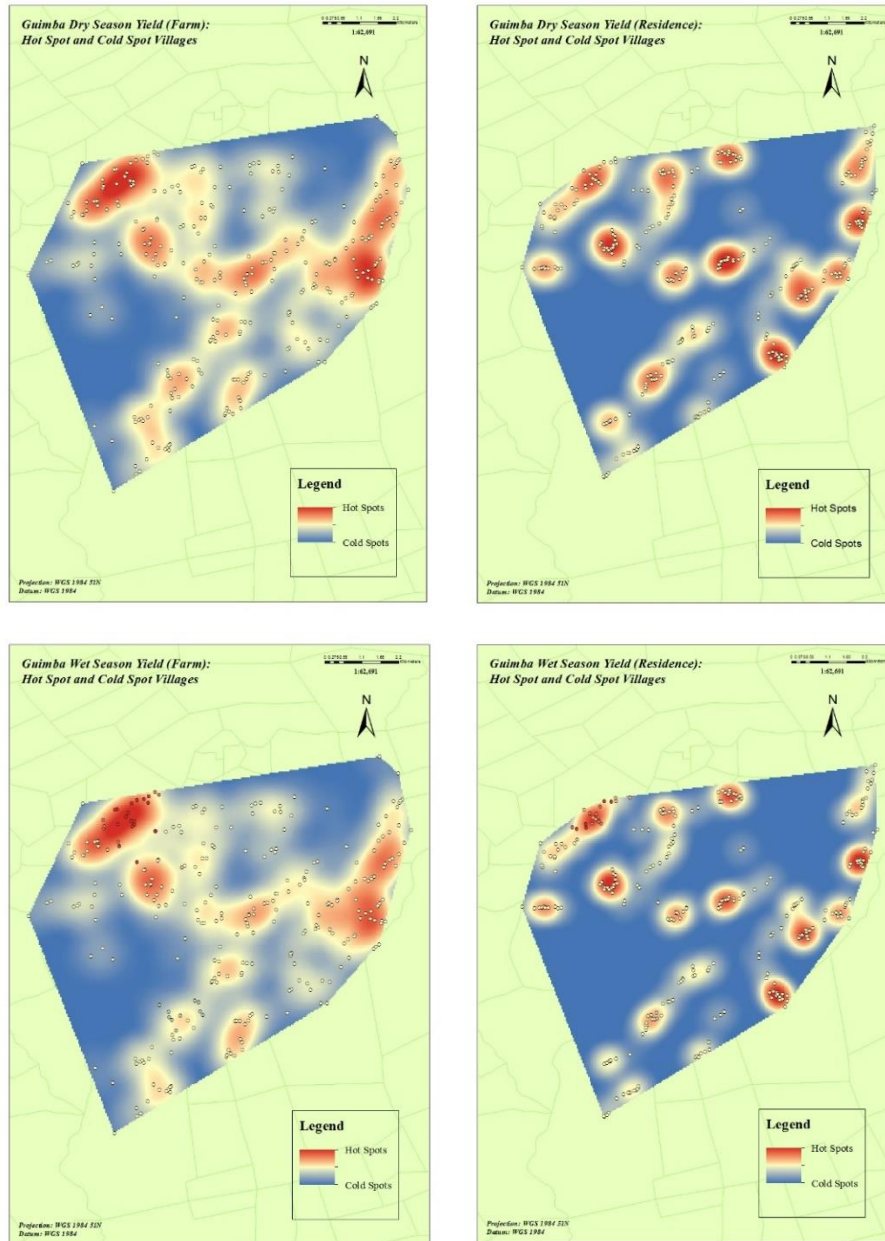 Guimba Dry Season Yield (Farm):
Hot Spot and Cold Spot Villages
1:62,691
N
Legend
Hot Spots
Cold Spots
Projection: WGS 1984 51N
Datum: WGS 1984
Guimba Dry Season Yield (Residence):
Hot Spot and Cold Spot Villages
1:62,691
N
Legend
Hot Spots
Cold Spots
Projection: WGS 1984 51N
Datum: WGS 1984
Guimba Wet Season Yield (Farm):
Hot Spot and Cold Spot Villages
1:62,691
N
Legend
Hot Spots
Cold Spots
Projection: WGS 1984 51N
Datum: WGS 1984
Guimba Wet Season Yield (Residence):
Hot Spot and Cold Spot Villages
1:62,691
N
Legend
Hot Spots
Cold Spots
Projection: WGS 1984 51N
Datum: WGS 1984